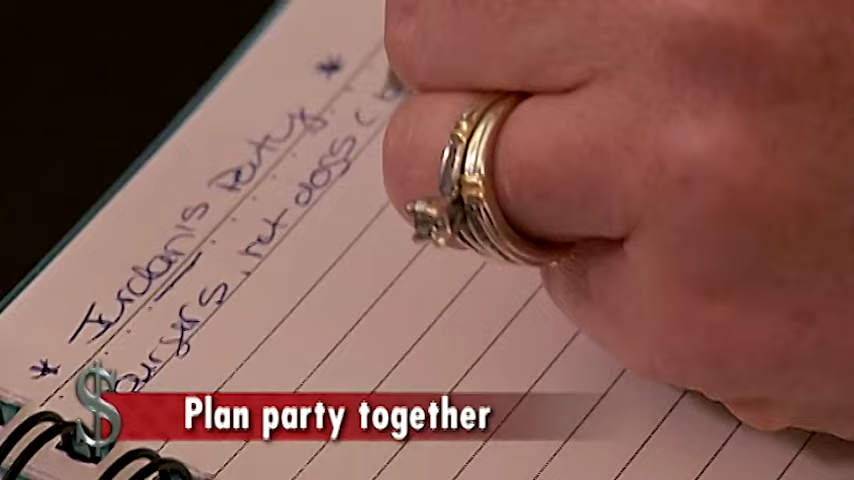 * Jordan's Party *
burgers, hot dogs (
$ Plan party together